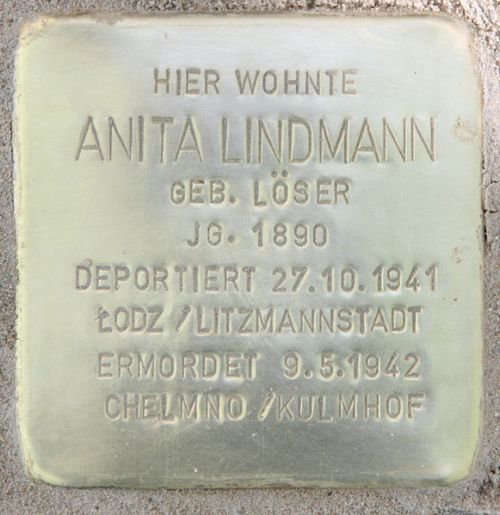 HIER WOHNTE
ANITA LINDMANN
GEB. LÖSER
JG. 1890
DEPORTIERT 27.10.1941
ŁODZ / LITZMANNSTADT
ERMORDET 9.5.1942
CHELMNO / KULMHOF